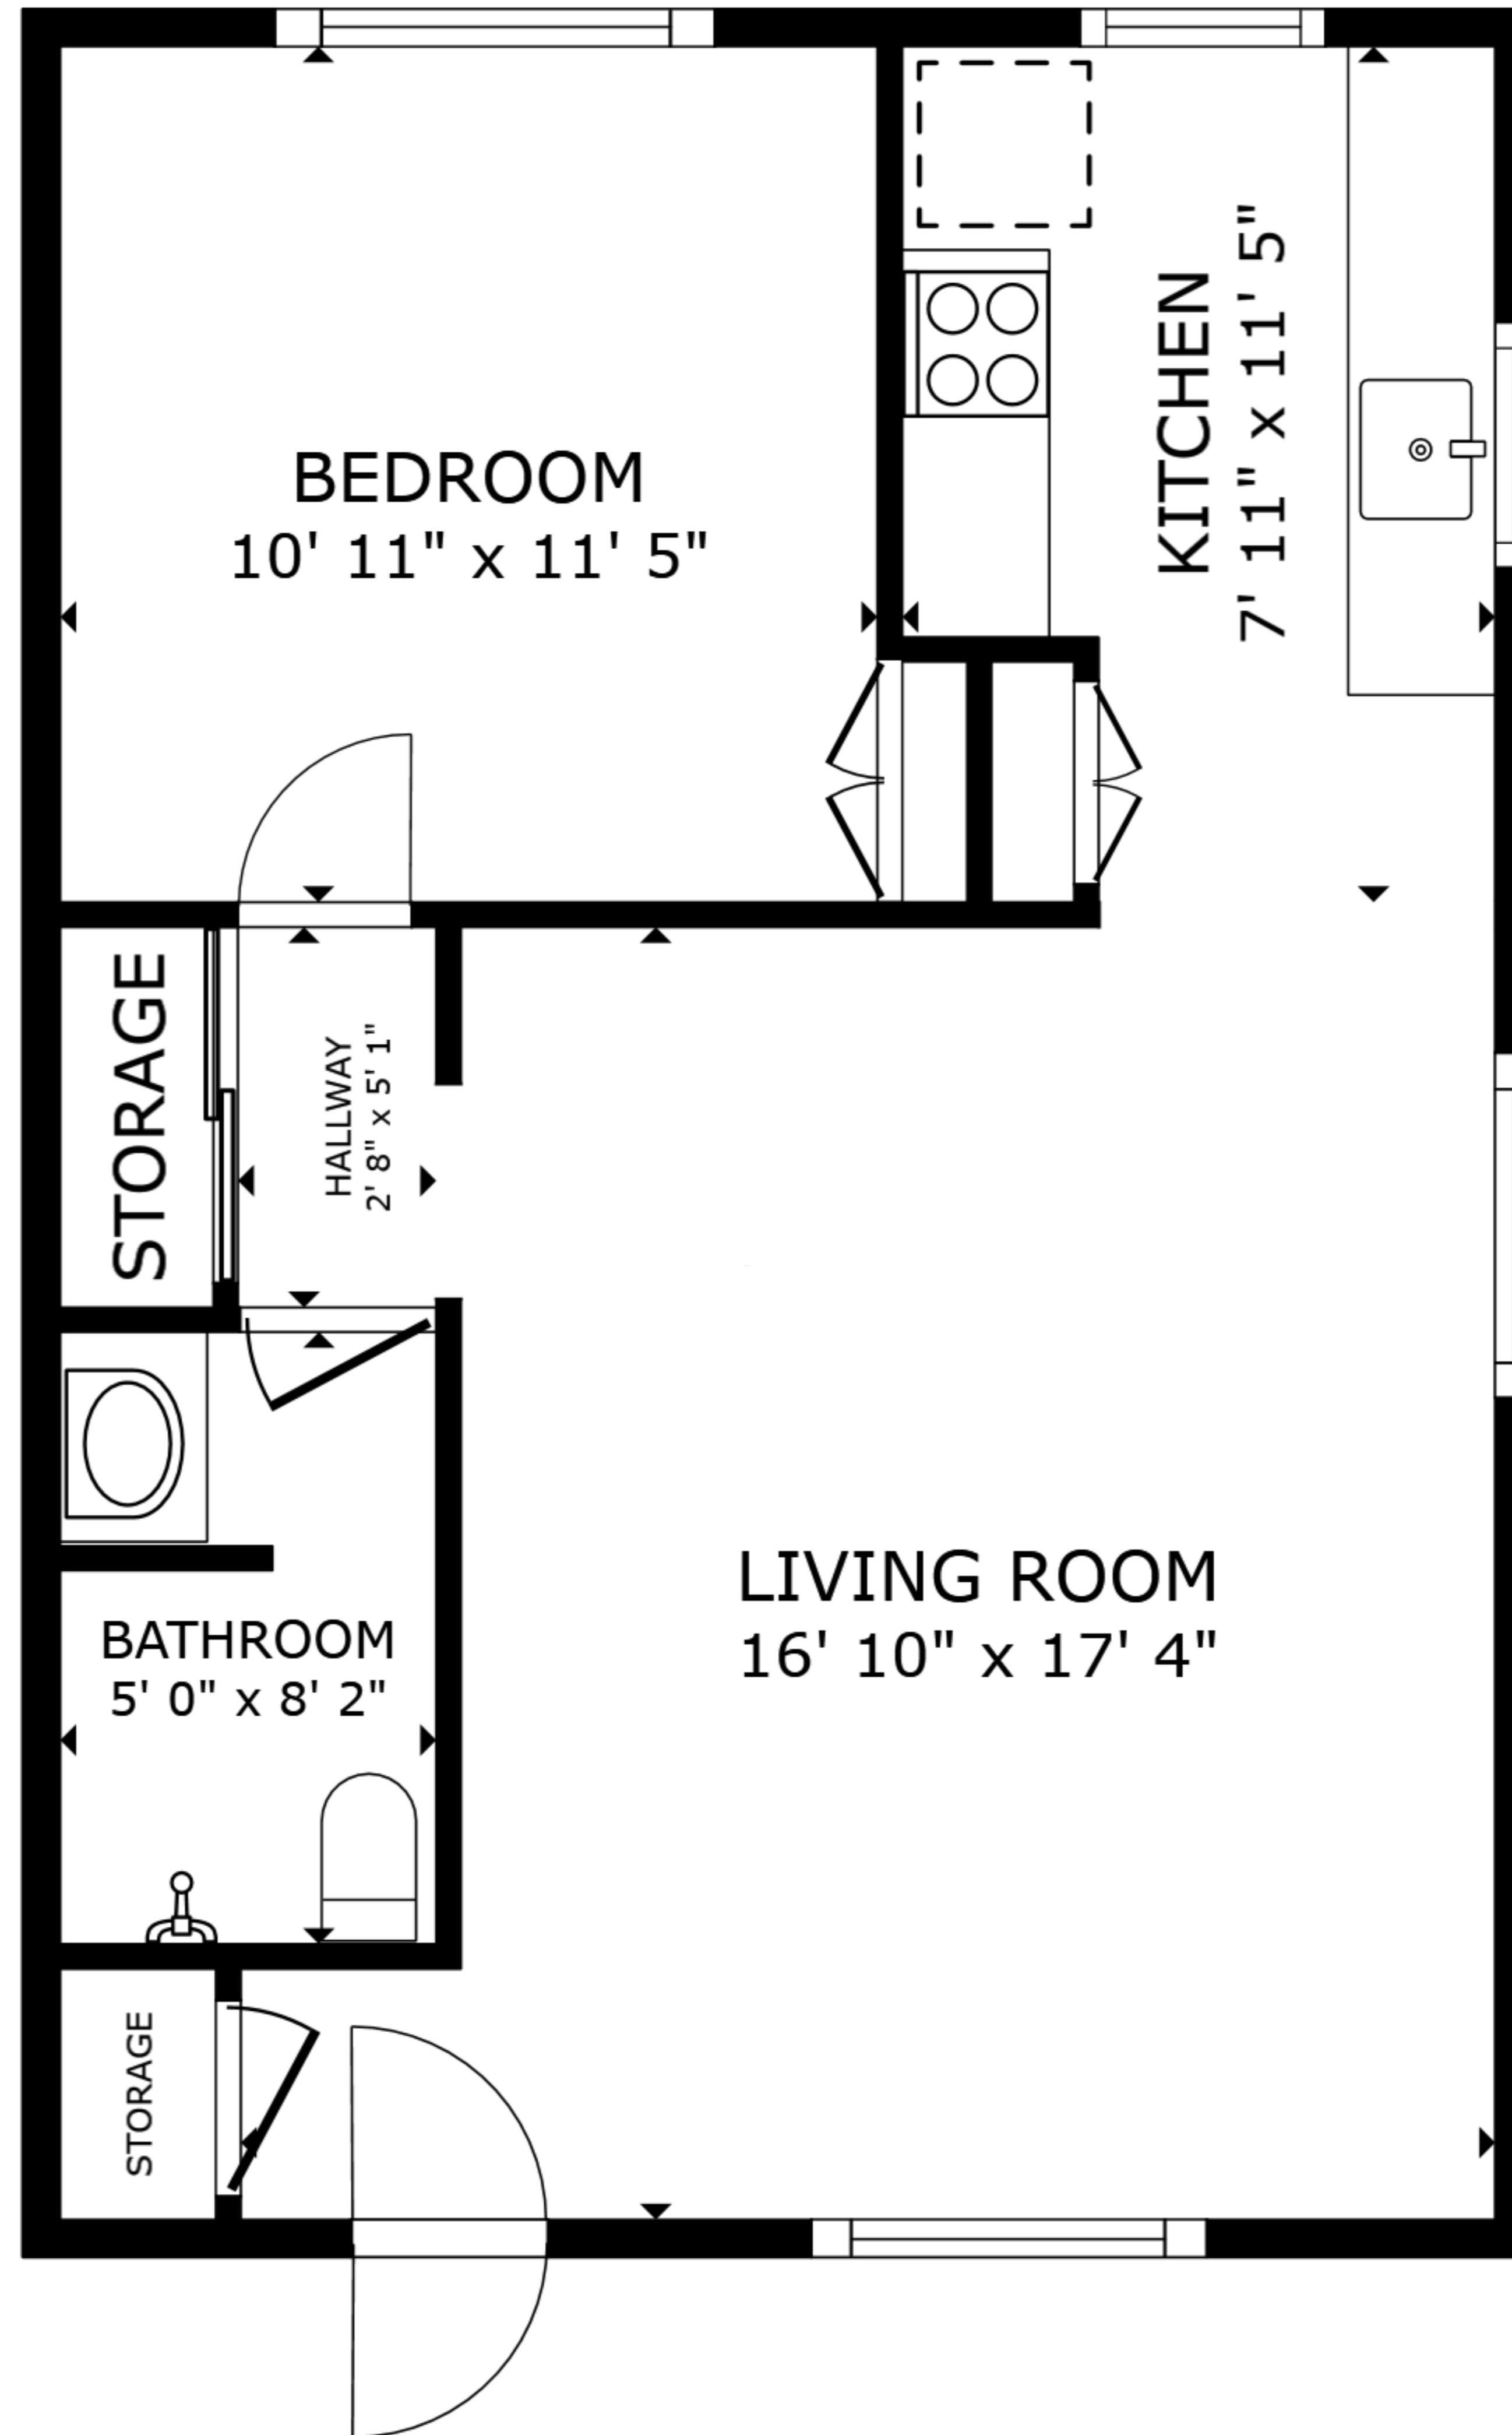 BEDROOM
10' 11" x 11' 5"
KITCHEN
7' 11" x 11' 5"
STORAGE
HALLWAY
2' 8" x 5' 1"
LIVING ROOM
16' 10" x 17' 4"
BATHROOM
5' 0" x 8' 2"
STORAGE